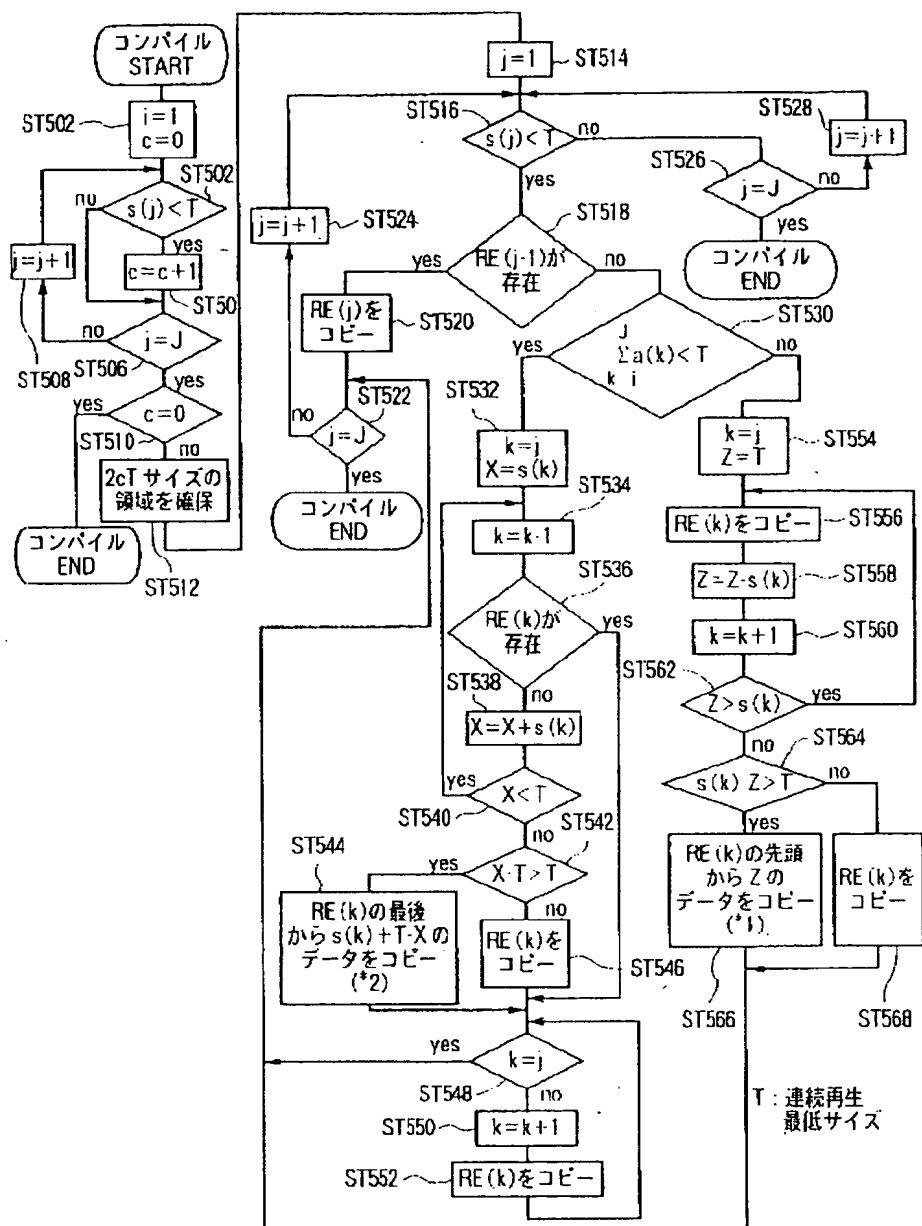 コンパイル
START
ST502
i=1
c=0
ST502
s(j)<T
no
yes
j=j+1
c=c+1
ST50
no
j=J
ST508
ST506
yes
yes
c=0
ST510
no
2cTサイズの
領域を確保
コンパイル
END
ST512
j=1
ST514
ST516
s(j)<T
no
yes
ST528
j=j+1
ST526
j=J
no
yes
コンパイル
END
ST524
j=j+1
ST518
RE(j-1)が
存在
yes
no
RE(j)を
コピー
ST520
ST522
no
j=J
yes
コンパイル
END
ST530
J
Σa(k)<T
k i
yes
no
ST532
k=j
X=s(k)
ST534
k=k-1
ST536
RE(k)が
存在
yes
ST538
no
X=X+s(k)
yes
X<T
ST540
no
ST542
ST544
yes
X-T>T
no
RE(k)の最後
からs(k)+T-Xの
データをコピー
(*2)
RE(k)を
コピー
ST546
yes
k=j
ST548
no
ST550
k=k+1
ST552
RE(k)をコピー
k=j
Z=T
ST554
RE(k)をコピー
ST556
Z=Z-s(k)
ST558
k=k+1
ST560
ST562
Z>s(k)
yes
no
ST564
s(k) Z>T
no
yes
RE(k)の先頭
からZの
データをコピー
(*1)
RE(k)を
コピー
ST566
ST568
T:連続再生
最低サイズ